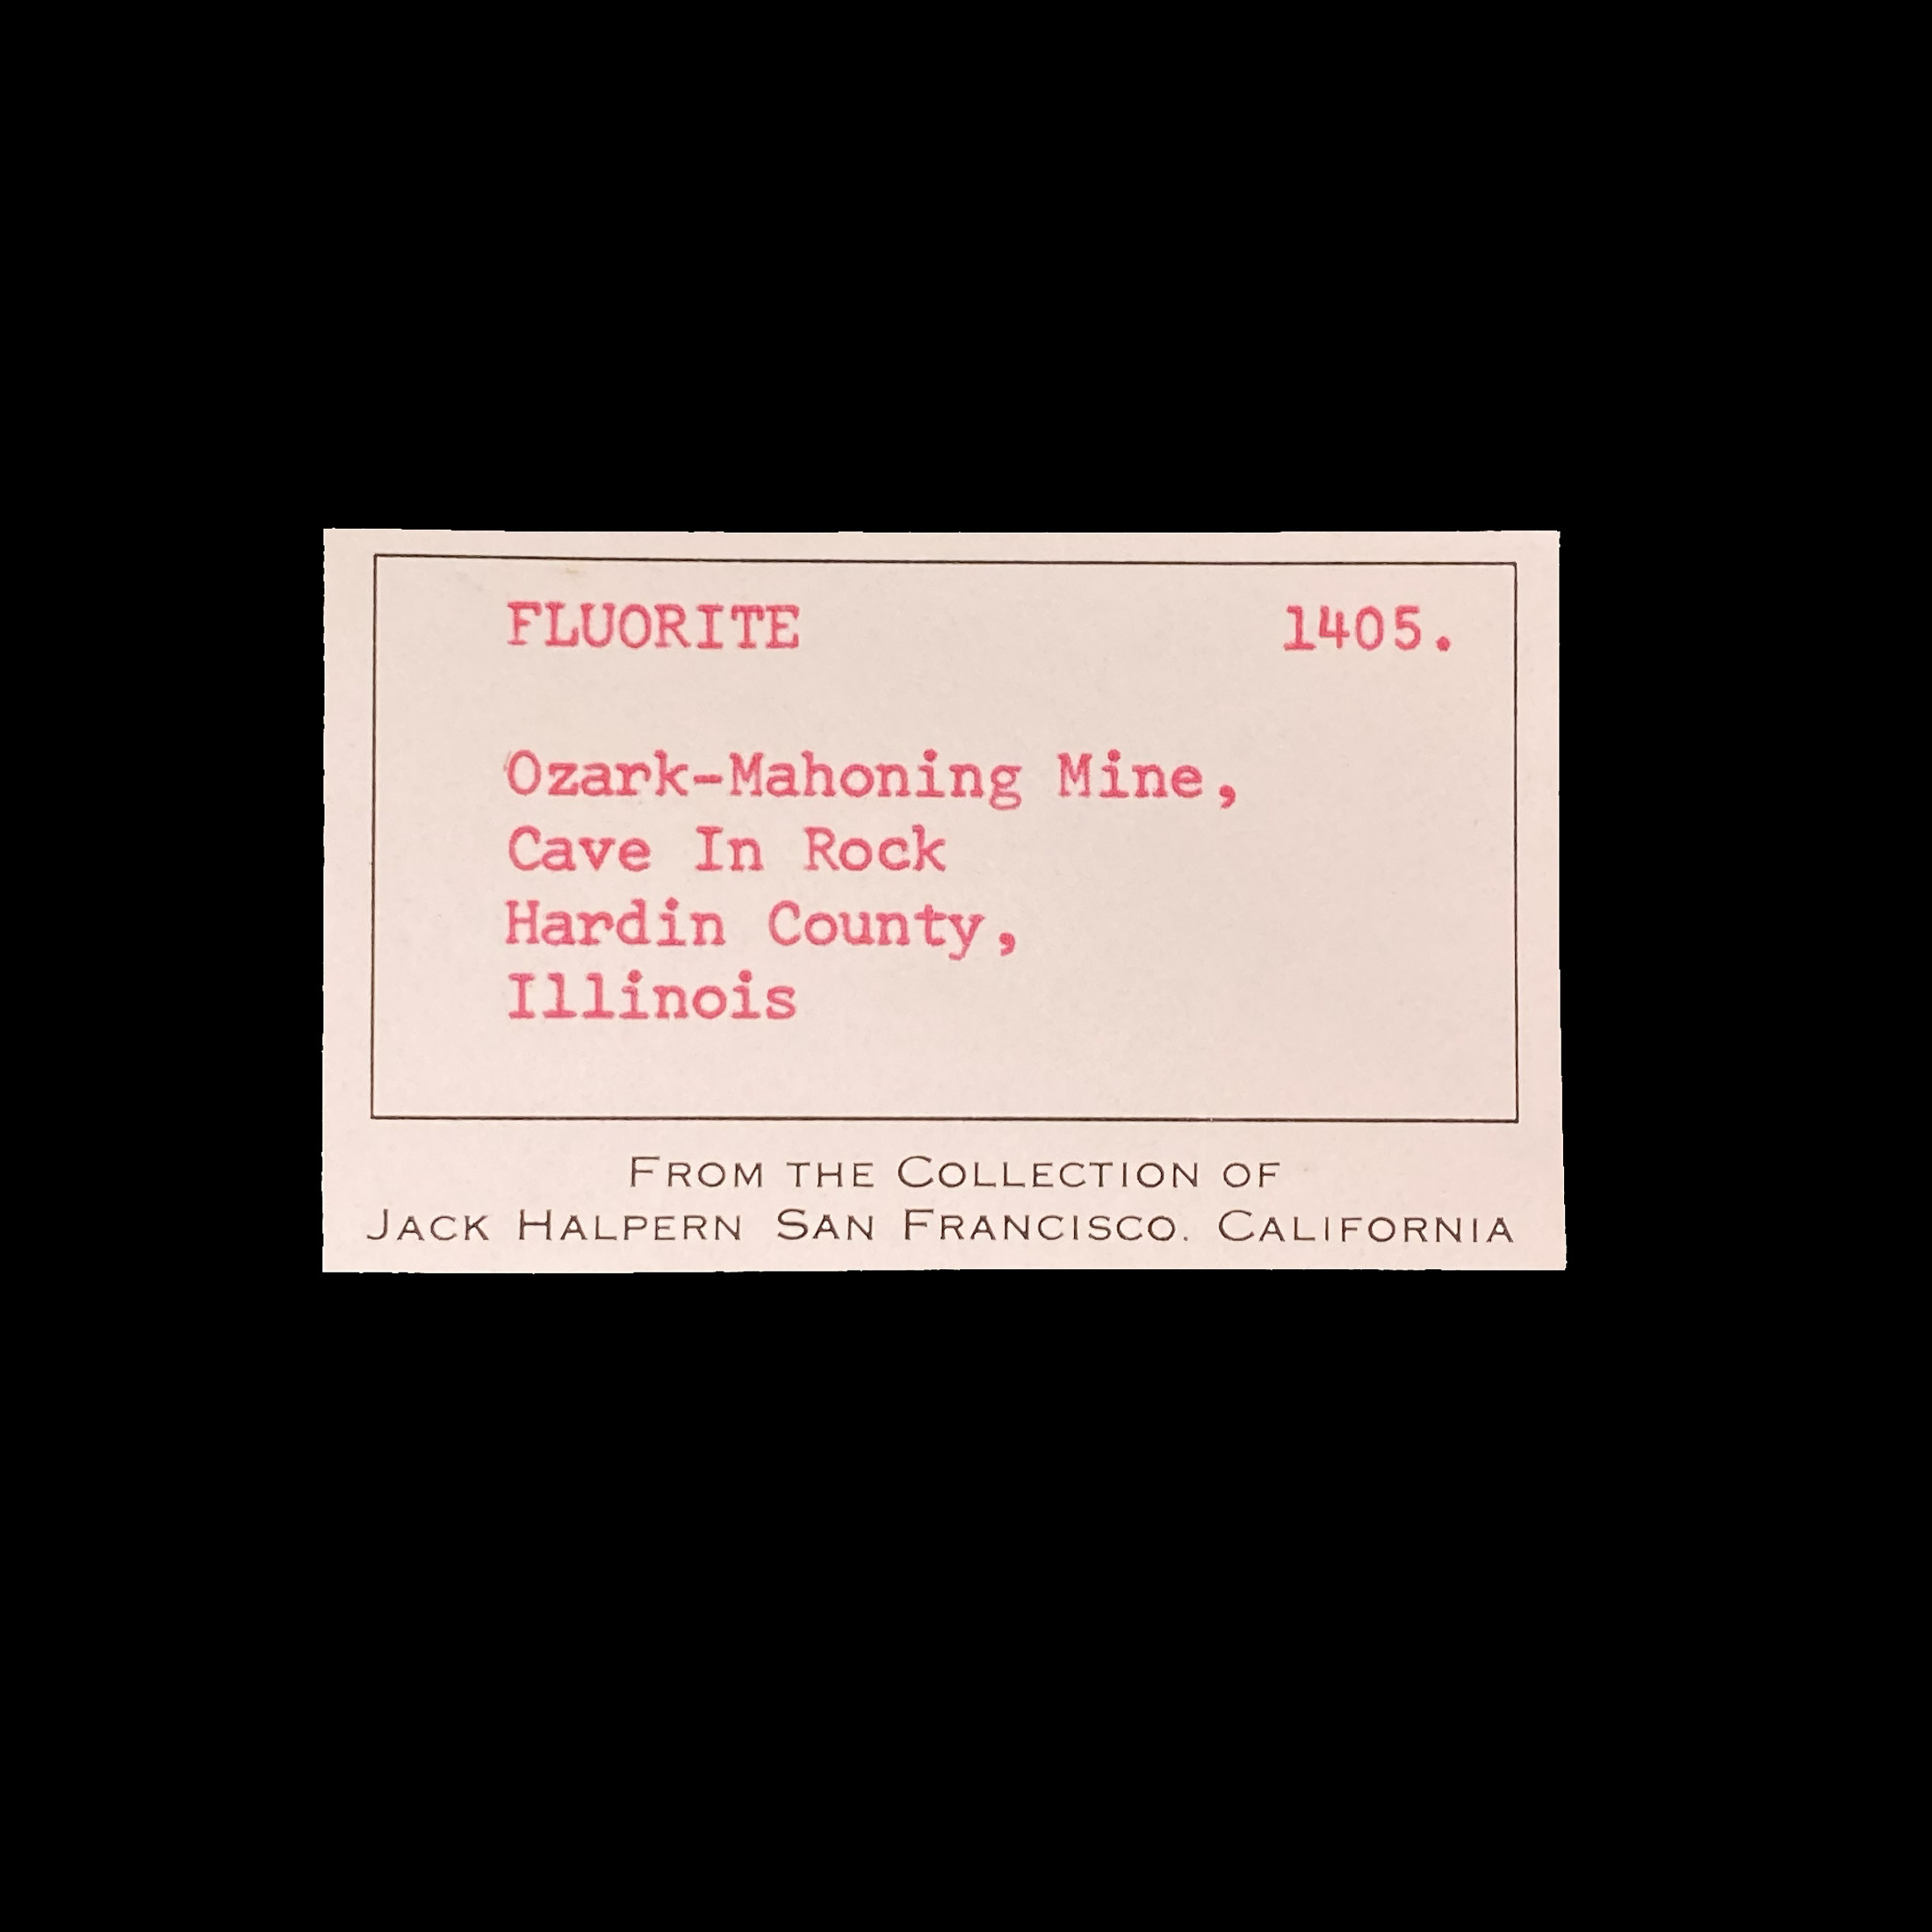 FLUORITE 1405.
Ozark-Mahoning Mine,
Cave In Rock
Hardin County,
Illinois
FROM THE COLLECTION OF
JACK HALPERN SAN FRANCISCO. CALIFORNIA